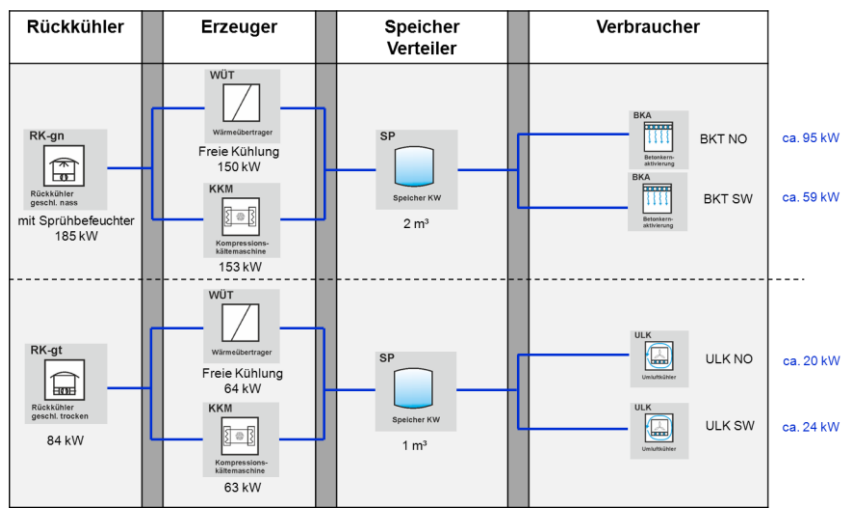 Rückkühler
Erzeuger
Speicher
Verteiler
Verbraucher
RK-gn
Rückkühler
geschl. nass
mit Sprühbefeuchter
185 kW
WÜT
Wärmeübertrager
Freie Kühlung
150 kW
KKM
Kompressions-
kältemaschine
153 kW
SP
Speicher KW
2 m³
BKA
Betonkern-
aktivierung
BKT NO
ca. 95 kW
BKA
Betonkern-
aktivierung
BKT SW
ca. 59 kW
RK-gt
Rückkühler
geschl. trocken
84 kW
WÜT
Wärmeübertrager
Freie Kühlung
64 kW
KKM
Kompressions-
kältemaschine
63 kW
SP
Speicher KW
1 m³
ULK
Umluftkühler
ULK NO
ca. 20 kW
ULK
Umluftkühler
ULK SW
ca. 24 kW